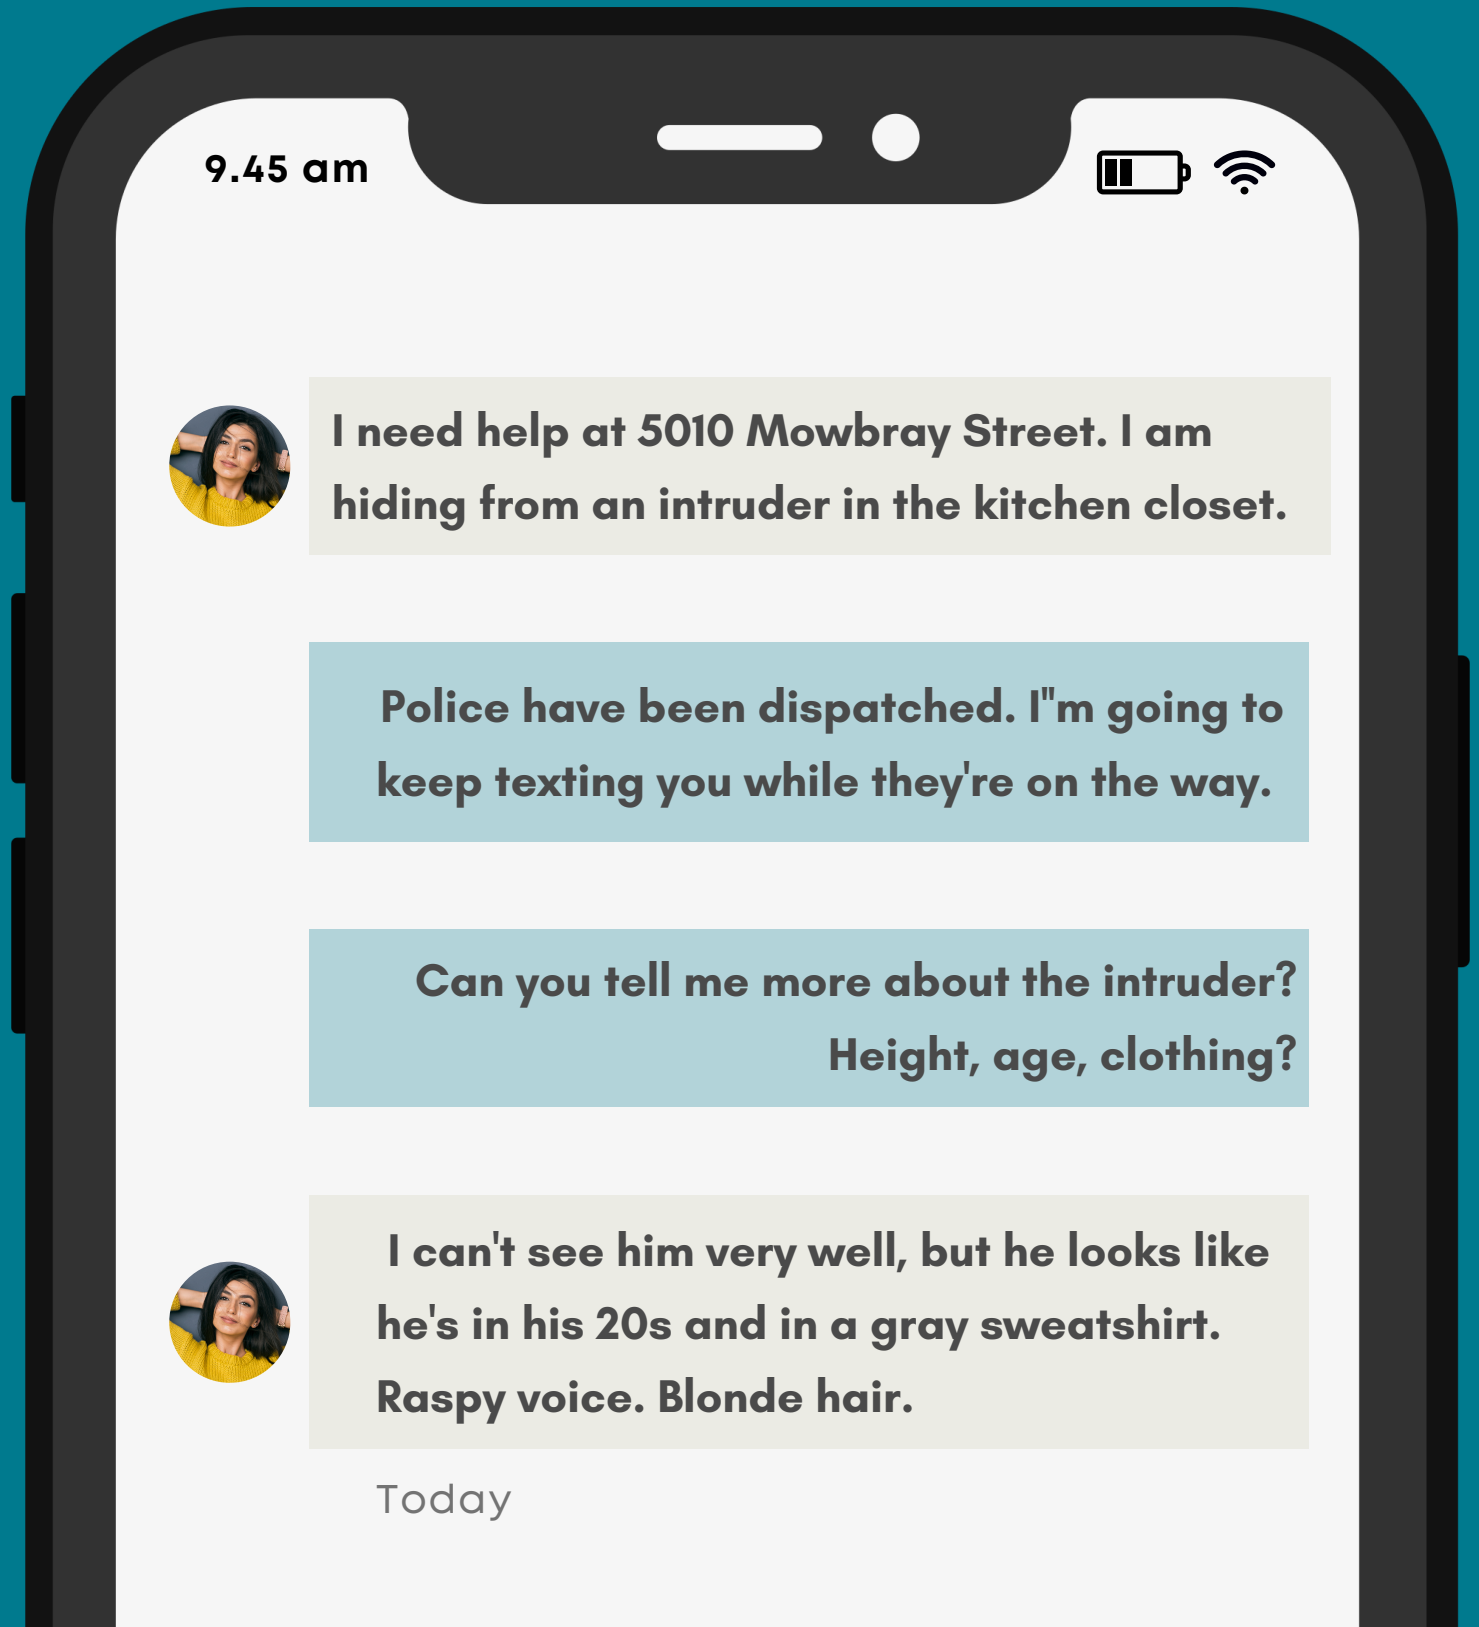 9.45 am
I need help at 5010 Mowbray Street. I am
hiding from an intruder in the kitchen closet.
Police have been dispatched. I"m going to
keep texting you while they're on the way.
Can you tell me more about the intruder?
Height, age, clothing?
I can't see him very well, but he looks like
he's in his 20s and in a gray sweatshirt.
Raspy voice. Blonde hair.
Today